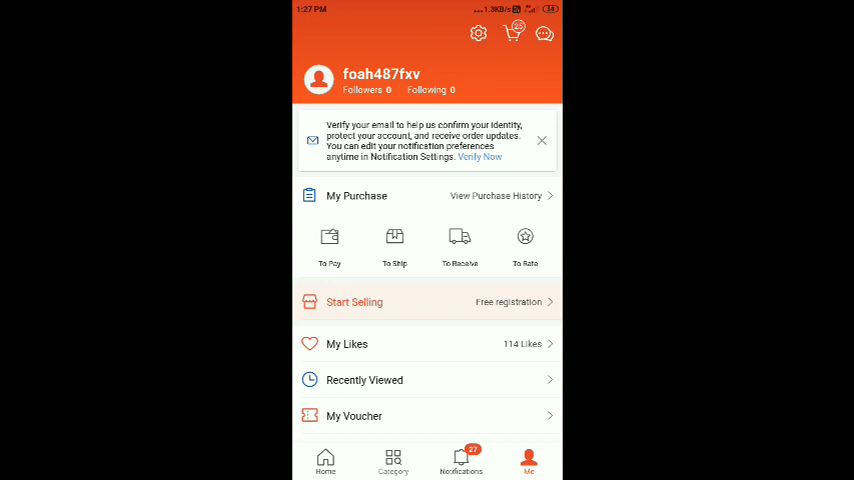 1:27 PM
...1.3KB/s
34
25
foah487fxv
Followers 0 Following 0
Verify your email to help us confirm your identity,
protect your account, and receive order updates.
You can edit your notification preferences
anytime in Notification Settings. Verify Now
My Purchase
View Purchase History
To Pay
To Ship
To Receive
To Rate
Start Selling
Free registration
My Likes
114 Likes
Recently Viewed
My Voucher
27
Home
Category
Notifications
Me